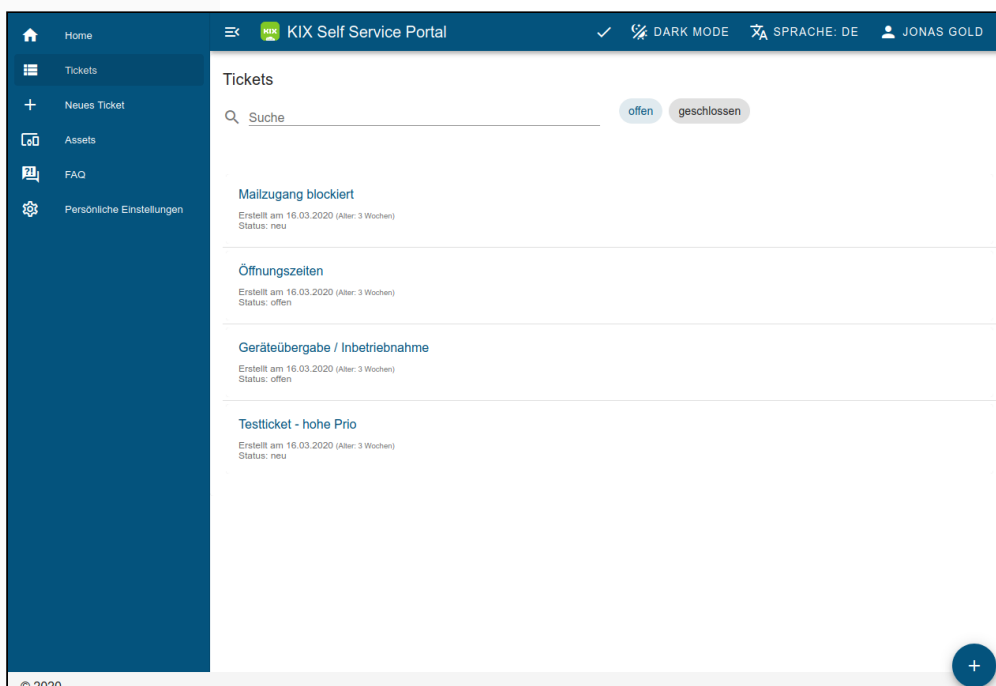 Home
Tickets
Neues Ticket
Assets
FAQ
Persönliche Einstellungen
KIX
KIX Self Service Portal
DARK MODE
SPRACHE: DE
JONAS GOLD
Tickets
Suche
offen
geschlossen
Mailzugang blockiert
Erstellt am 16.03.2020 (Alter: 3 Wochen)
Status: neu
Öffnungszeiten
Erstellt am 16.03.2020 (Alter: 3 Wochen)
Status: offen
Geräteübergabe / Inbetriebnahme
Erstellt am 16.03.2020 (Alter: 3 Wochen)
Status: offen
Testticket - hohe Prio
Erstellt am 16.03.2020 (Alter: 3 Wochen)
Status: neu
© 2020